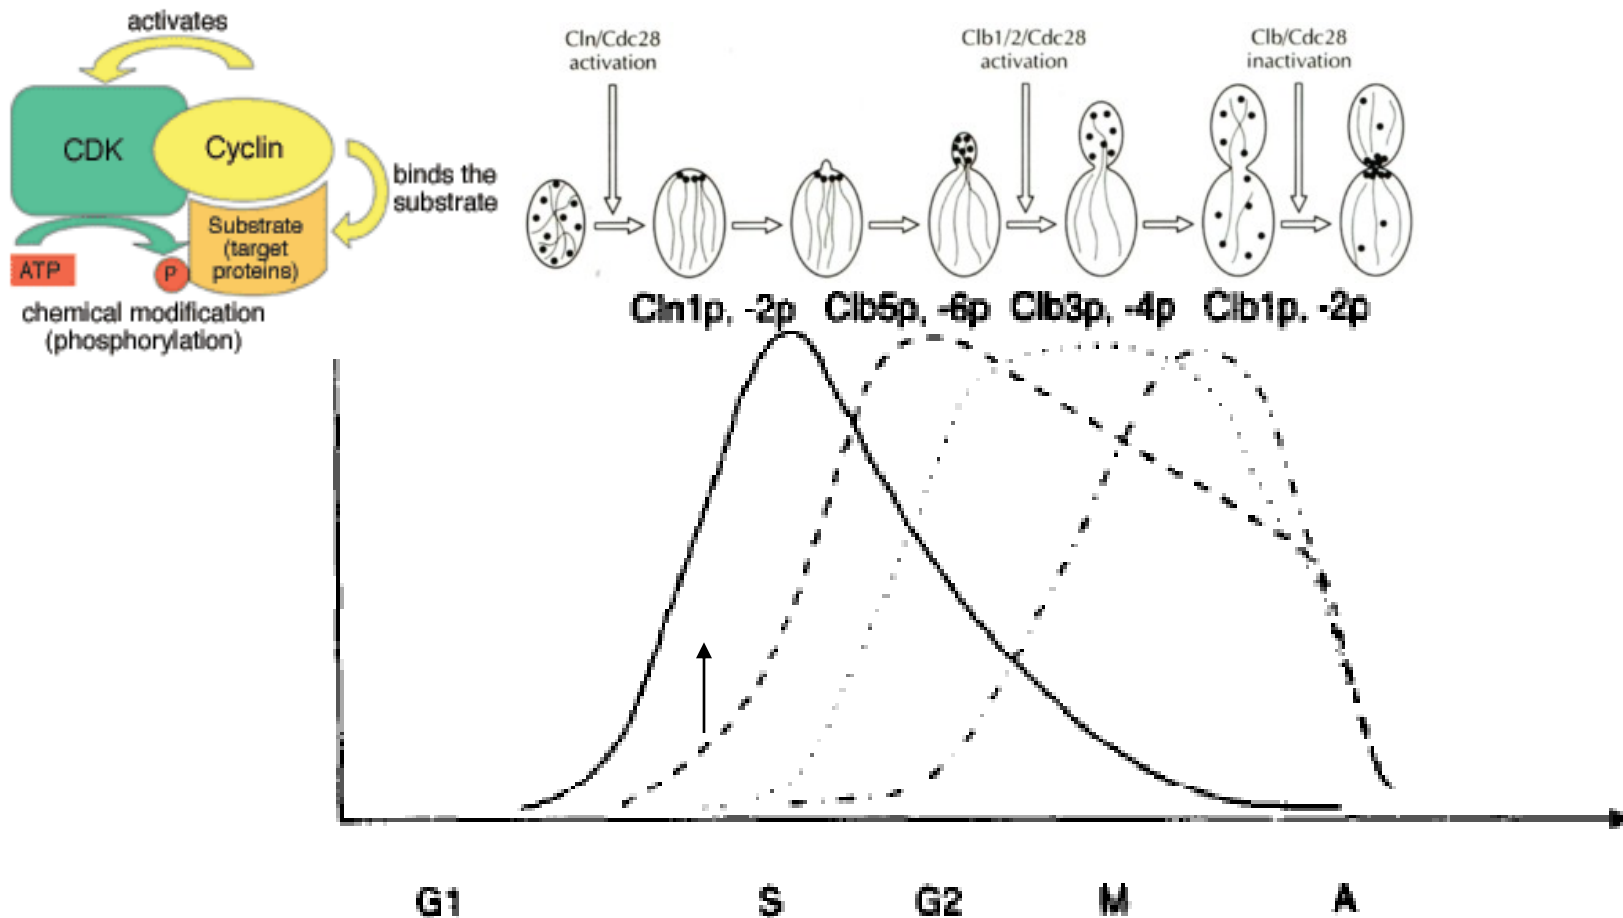 activates
CDK
Cyclin
binds the
substrate
Substrate
(target
proteins)
ATP
P
chemical modification
(phosphorylation)
Cln/Cdc28
activation
Clb1/2/Cdc28
activation
Clb/Cdc28
inactivation
Cln1p, -2p Clb5p, -6p Clb3p, -4p Clb1p, -2p
G1 S G2 M A